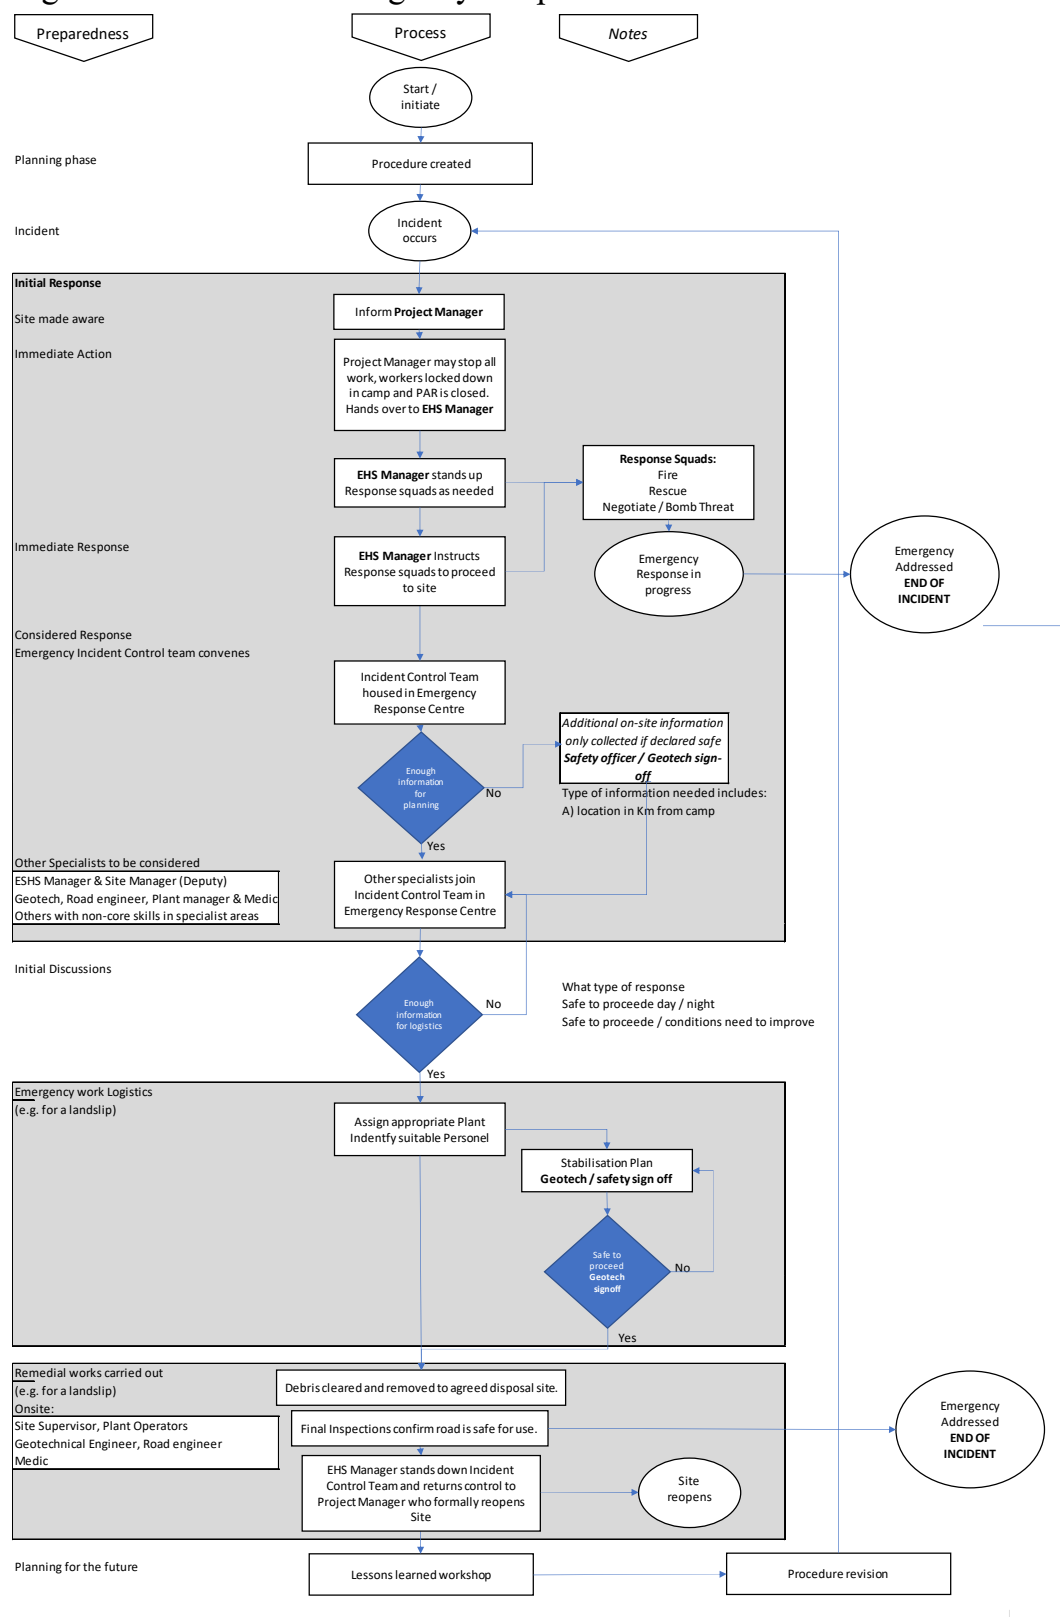 Preparedness
Process
Notes
Start /
initiate
Planning phase
Procedure created
Incident
Incident
occurs
Initial Response
Site made aware
Inform Project Manager
Immediate Action
Project Manager may stop all
work, workers locked down
in camp and PAR is closed.
Hands over to EHS Manager
EHS Manager stands up
Response squads as needed
Response Squads:
Fire
Rescue
Negotiate / Bomb Threat
Immediate Response
EHS Manager Instructs
Response squads to proceed
to site
Emergency
Response in
progress
Emergency
Addressed
END OF
INCIDENT
Considered Response
Emergency Incident Control team convenes
Incident Control Team
housed in Emergency
Response Centre
Additional on-site information
only collected if declared safe
Safety officer / Geotech sign-
off
Enough
information
for
planning
No
Type of information needed includes:
A) location in Km from camp
Yes
Other Specialists to be considered
ESHS Manager & Site Manager (Deputy)
Geotech, Road engineer, Plant manager & Medic
Others with non-core skills in specialist areas
Other specialists join
Incident Control Team in
Emergency Response Centre
Initial Discussions
Enough
information
for logistics
No
What type of response
Safe to proceede day / night
Safe to proceede / conditions need to improve
Yes
Emergency work Logistics
(e.g. for a landslip)
Assign appropriate Plant
Indentfy suitable Personel
Stabilisation Plan
Geotech / safety sign off
Safe to
proceed
Geotech
signoff
No
Yes
Remedial works carried out
(e.g. for a landslip)
Onsite:
Site Supervisor, Plant Operators
Geotechnical Engineer, Road engineer
Medic
Debris cleared and removed to agreed disposal site.
Final Inspections confirm road is safe for use.
Emergency
Addressed
END OF
INCIDENT
EHS Manager stands down Incident
Control Team and returns control to
Project Manager who formally reopens
Site
Site
reopens
Planning for the future
Lessons learned workshop
Procedure revision